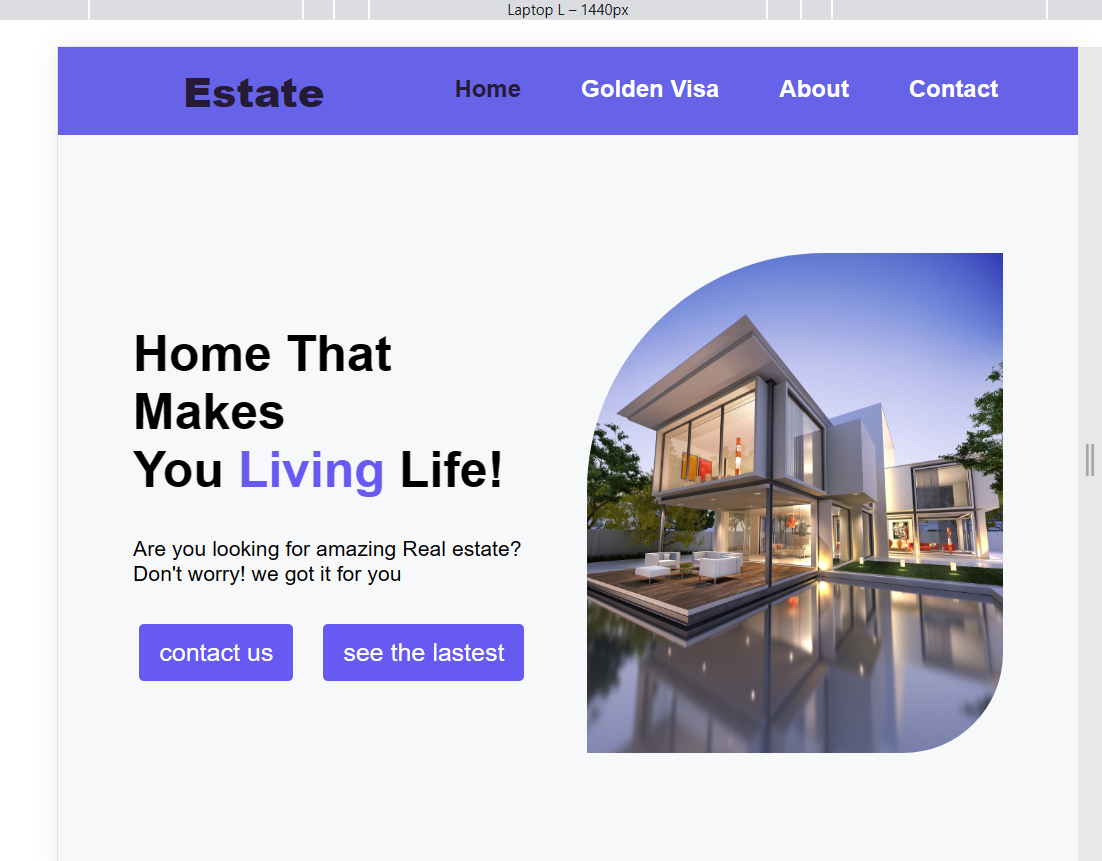 Laptop L – 1440px
Estate
Home
Golden Visa
About
Contact
Home That
Makes
You Living Life!
Are you looking for amazing Real estate?
Don't worry! we got it for you
contact us
see the lastest